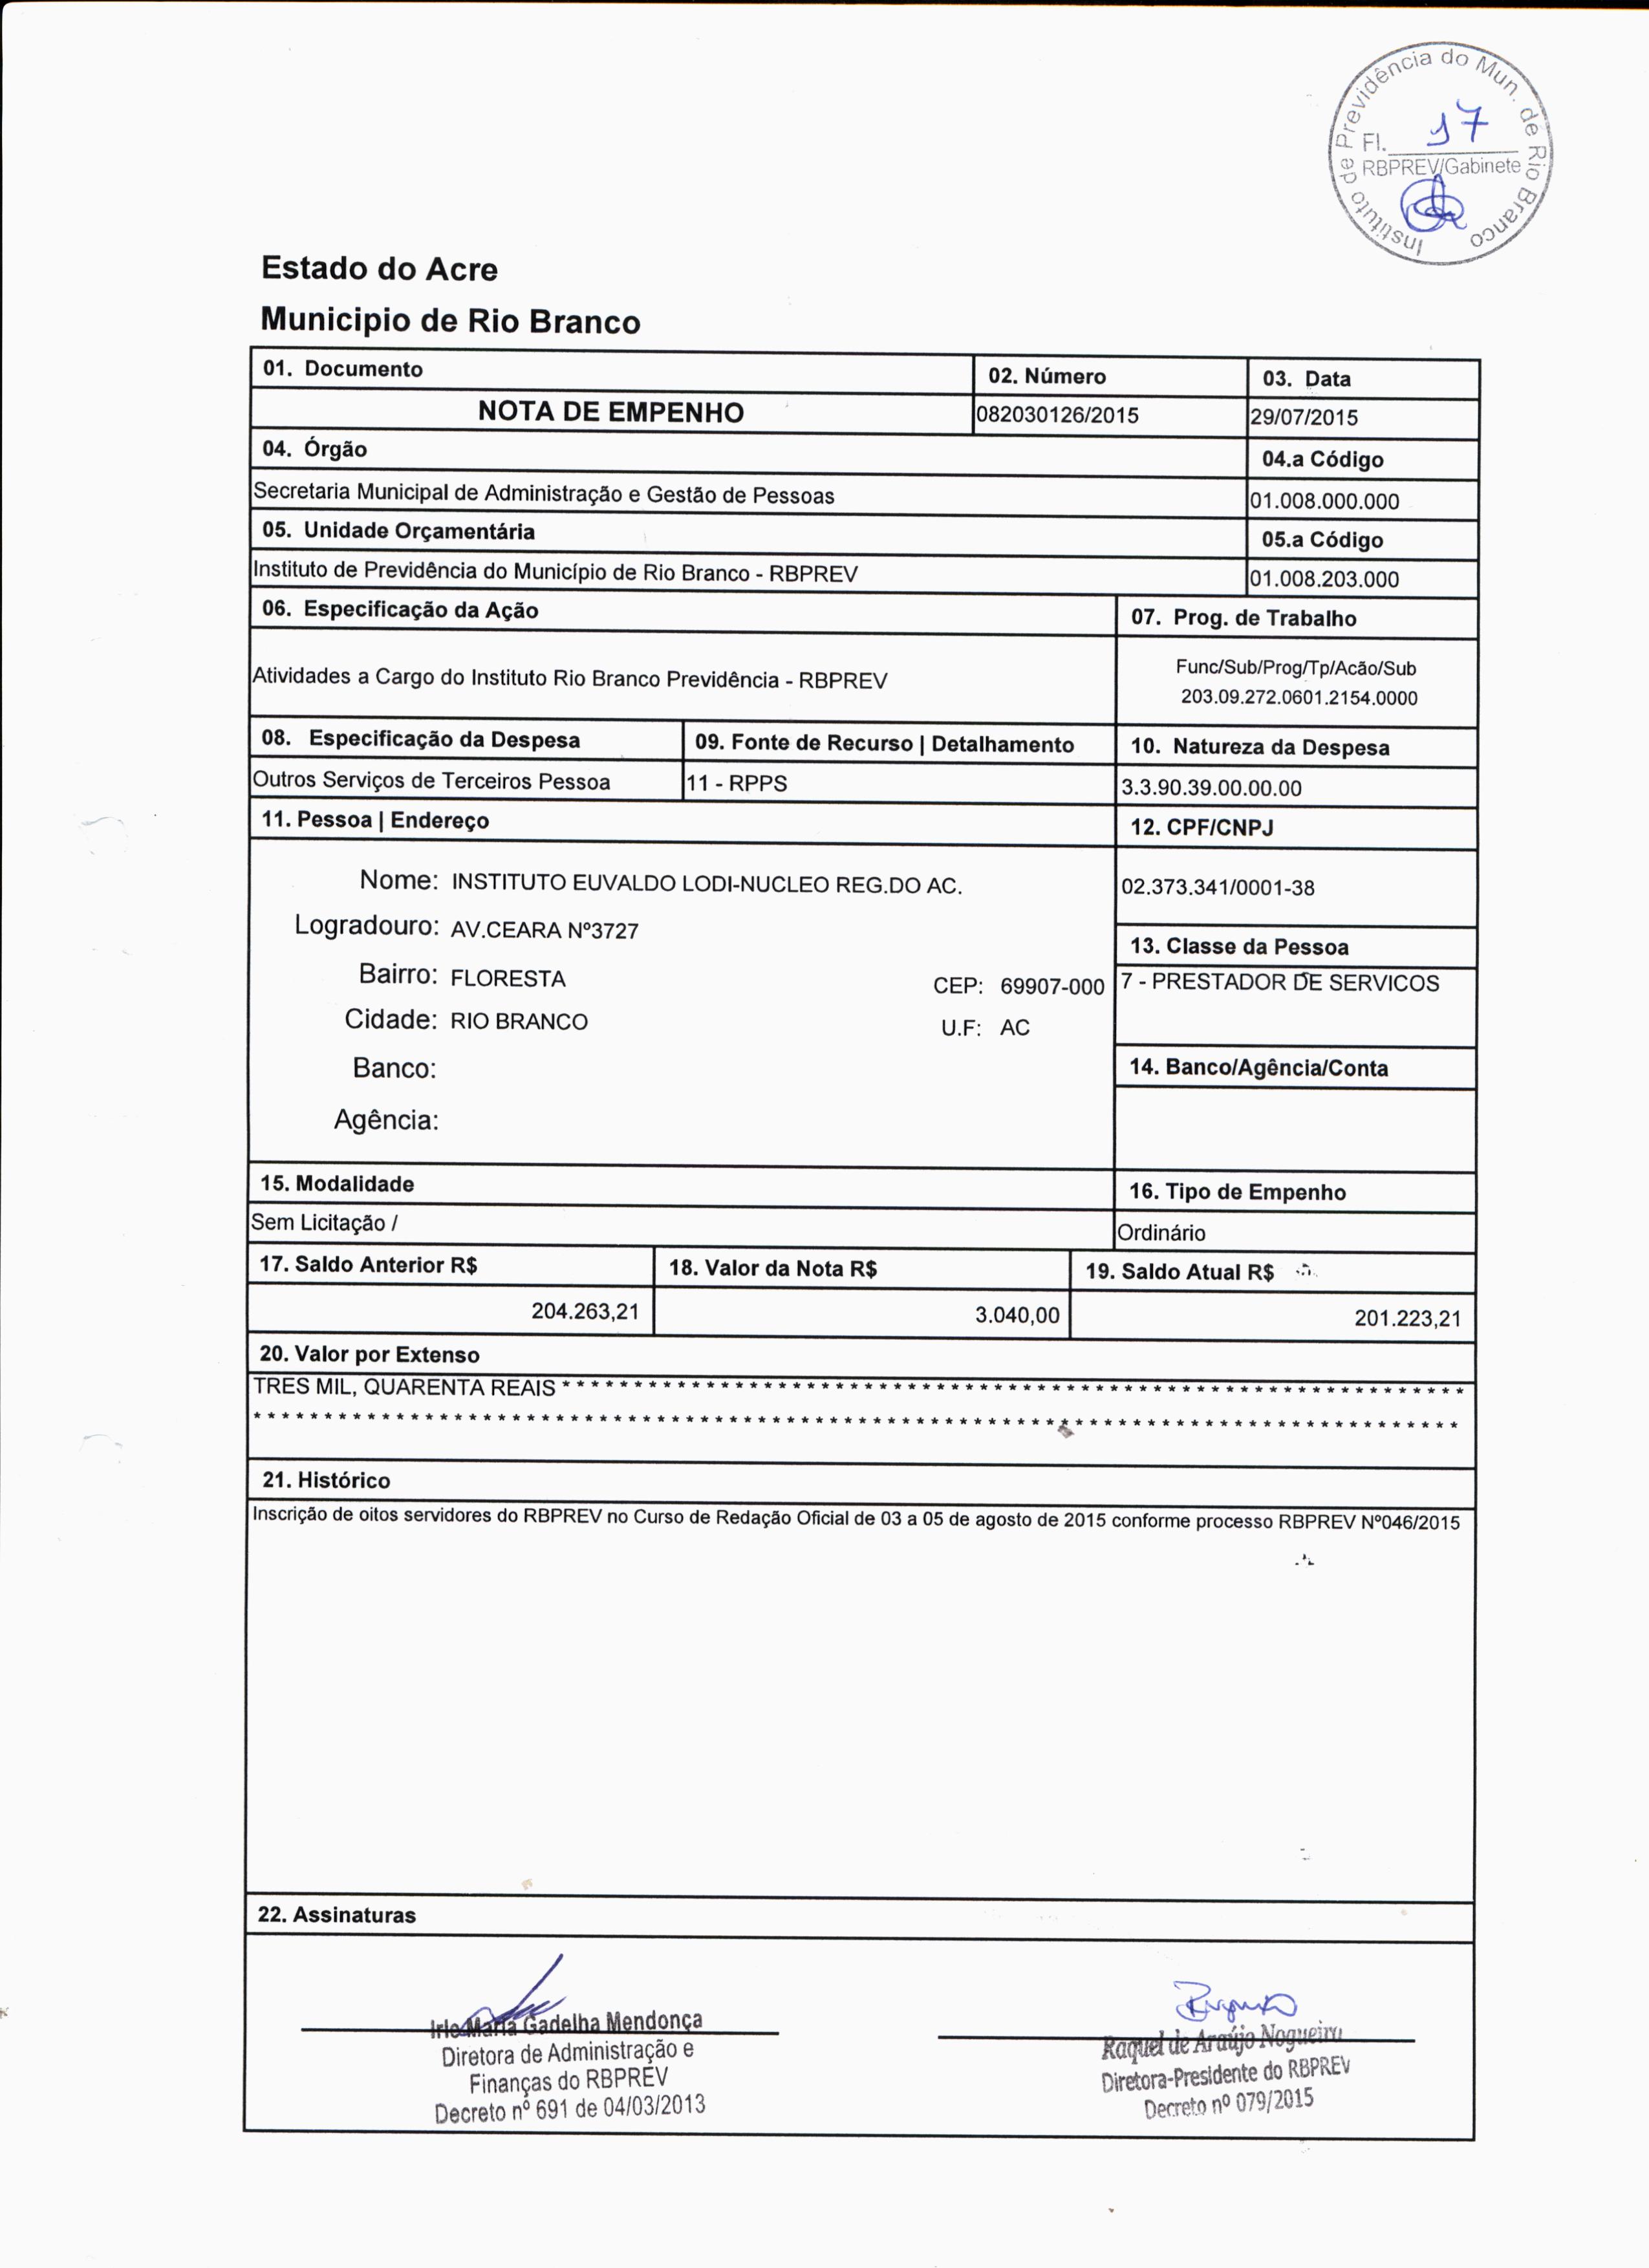 Instituto de Previdência do Mun. de Rio Branco
Fl. 17
RBPREV/Gabinete
Estado do Acre
Municipio de Rio Branco
01. Documento
02. Número
03. Data
NOTA DE EMPENHO
082030126/2015
29/07/2015
04. Órgão
04.a Código
Secretaria Municipal de Administração e Gestão de Pessoas
01.008.000.000
05. Unidade Orçamentária
05.a Código
Instituto de Previdência do Município de Rio Branco - RBPREV
01.008.203.000
06. Especificação da Ação
07. Prog. de Trabalho
Atividades a Cargo do Instituto Rio Branco Previdência - RBPREV
Func/Sub/Prog/Tp/Acão/Sub
203.09.272.0601.2154.0000
08. Especificação da Despesa
09. Fonte de Recurso | Detalhamento
10. Natureza da Despesa
Outros Serviços de Terceiros Pessoa
11 - RPPS
3.3.90.39.00.00.00
11. Pessoa | Endereço
12. CPF/CNPJ
Nome: INSTITUTO EUVALDO LODI-NUCLEO REG.DO AC.
02.373.341/0001-38
Logradouro: AV.CEARA Nº3727
13. Classe da Pessoa
Bairro: FLORESTA
CEP: 69907-000
7 - PRESTADOR DE SERVICOS
Cidade: RIO BRANCO
U.F: AC
Banco:
14. Banco/Agência/Conta
Agência:
15. Modalidade
16. Tipo de Empenho
Sem Licitação /
Ordinário
17. Saldo Anterior R$
18. Valor da Nota R$
19. Saldo Atual R$
204.263,21
3.040,00
201.223,21
20. Valor por Extenso
TRES MIL, QUARENTA REAIS * * * * * * * * * * * * * * * * * * * * * * * * * * * * * * * * * * * * * * * * * * * * * * * * * * * * * * * * * * * * * * *
* * * * * * * * * * * * * * * * * * * * * * * * * * * * * * * * * * * * * * * * * * * * * * * * * * * * * * * * * * * * * * * * * * * * * * * * * * * * * * * * * * * *
21. Histórico
Inscrição de oitos servidores do RBPREV no Curso de Redação Oficial de 03 a 05 de agosto de 2015 conforme processo RBPREV Nº046/2015
22. Assinaturas
Maria Gadelha Mendonça
Diretora de Administração e
Finanças do RBPREV
Decreto nº 691 de 04/03/2013
Raquel de Araújo Nogueira
Diretora-Presidente do RBPREV
Decreto nº 079/2015